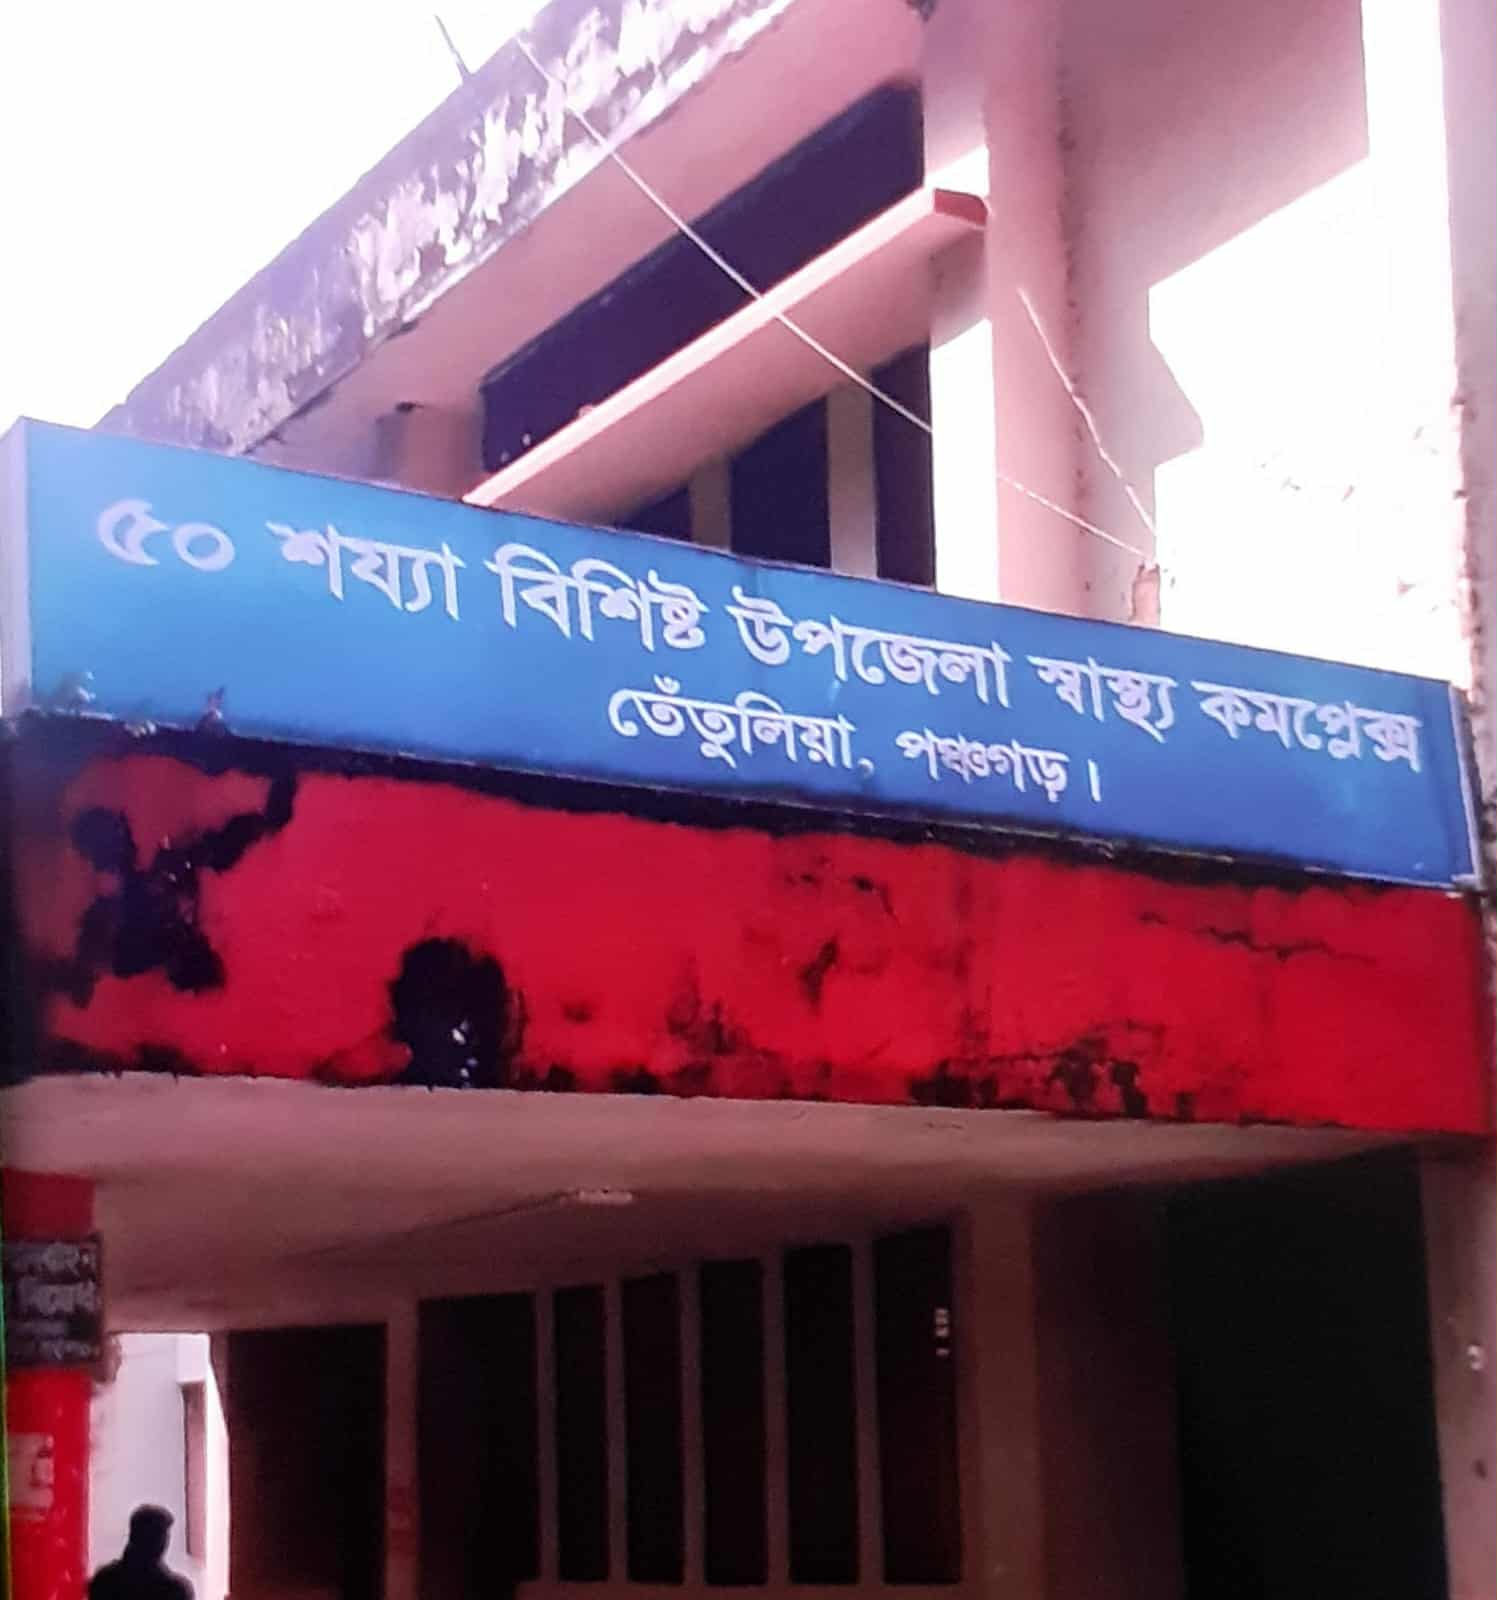 ৫০ শয্যা বিশিষ্ট উপজেলা স্বাস্থ্য কমপ্লেক্স
তেঁতুলিয়া, পঞ্চগড়।